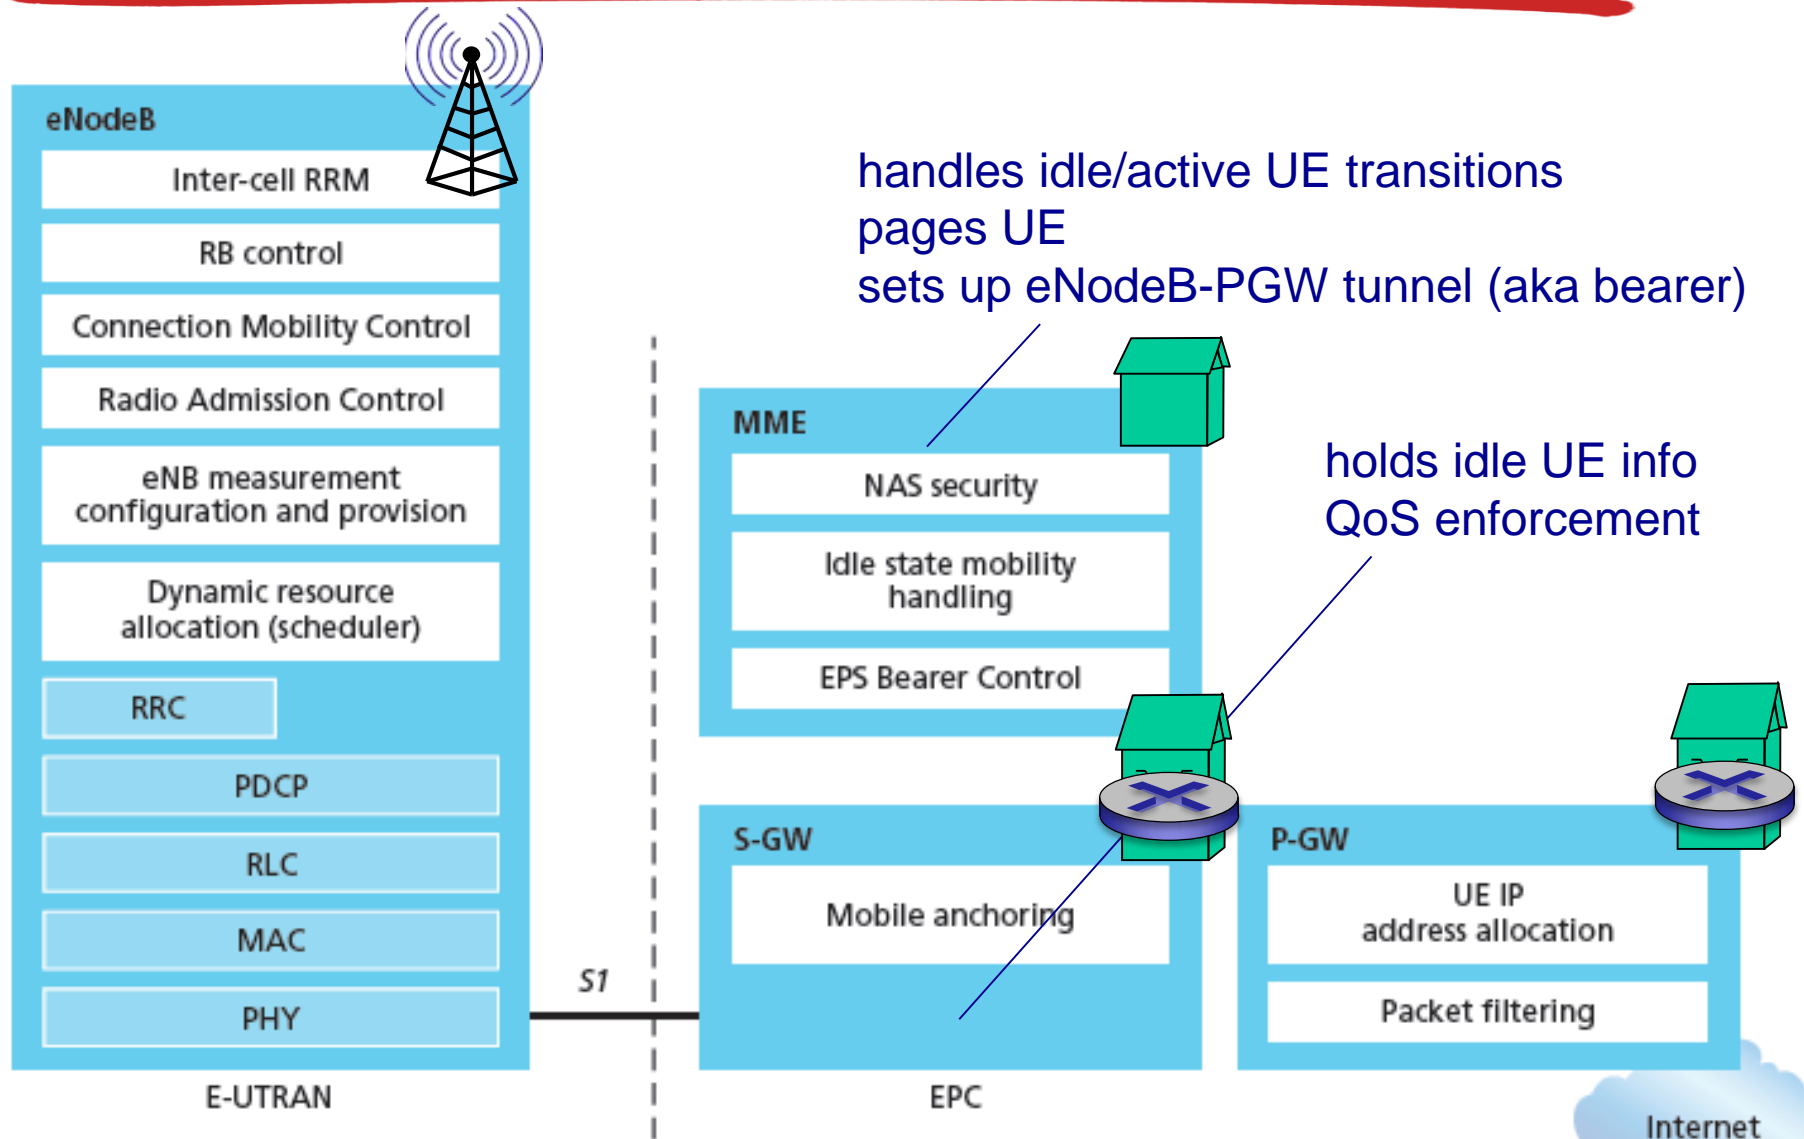 eNodeB
Inter-cell RRM
RB control
Connection Mobility Control
Radio Admission Control
eNB measurement
configuration and provision
Dynamic resource
allocation (scheduler)
RRC
PDCP
RLC
MAC
PHY
E-UTRAN
S1
handles idle/active UE transitions
pages UE
sets up eNodeB-PGW tunnel (aka bearer)
MME
NAS security
Idle state mobility
handling
EPS Bearer Control
holds idle UE info
QoS enforcement
S-GW
Mobile anchoring
EPC
P-GW
UE IP
address allocation
Packet filtering
Internet